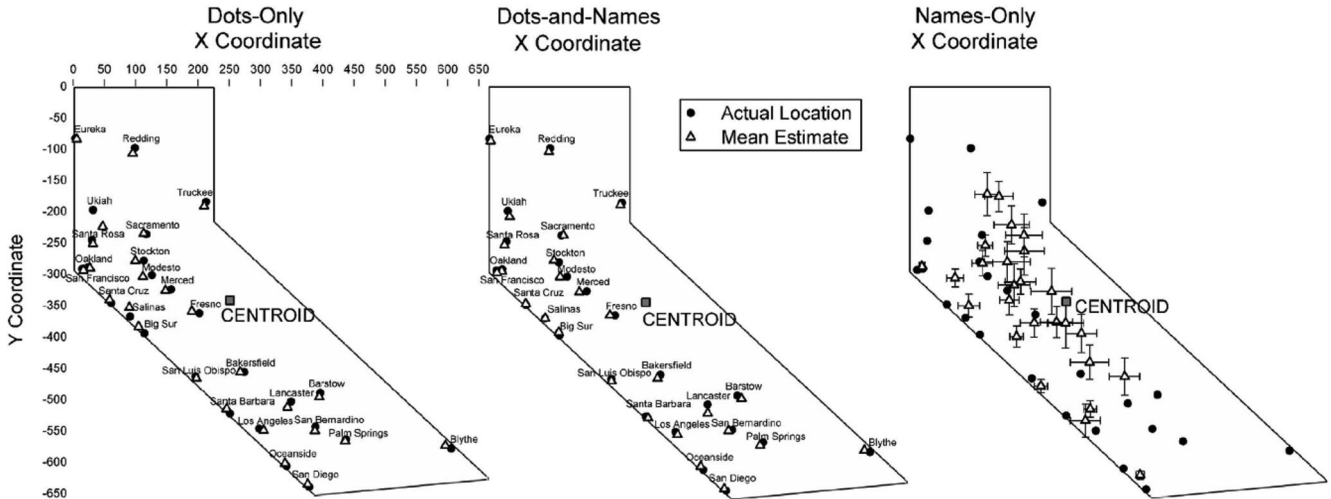 Dots-Only
X Coordinate
Dots-and-Names
X Coordinate
Names-Only
X Coordinate
0 50 100 150 200 250 300 350 400 450 500 550 600 650
0
-50
-100
-150
-200
-250
-300
-350
-400
-450
-500
-550
-600
-650
Y Coordinate
Eureka
Redding
Truckee
Ukiah
Sacramento
Santa Rosa
Stockton
Oakland
Modesto
San Francisco
Merced
Santa Cruz
Salinas
Fresno
CENTROID
Big Sur
San Luis Obispo
Bakersfield
Barstow
Lancaster
Santa Barbara
Los Angeles
San Bernardino
Palm Springs
Blythe
Oceanside
San Diego
Actual Location
Mean Estimate
Eureka
Redding
Truckee
Ukiah
Sacramento
Santa Rosa
Stockton
Oakland
Modesto
San Francisco
Merced
Santa Cruz
Salinas
Fresno
CENTROID
Big Sur
San Luis Obispo
Bakersfield
Barstow
Lancaster
Santa Barbara
Los Angeles
San Bernardino
Palm Springs
Blythe
Oceanside
San Diego
CENTROID